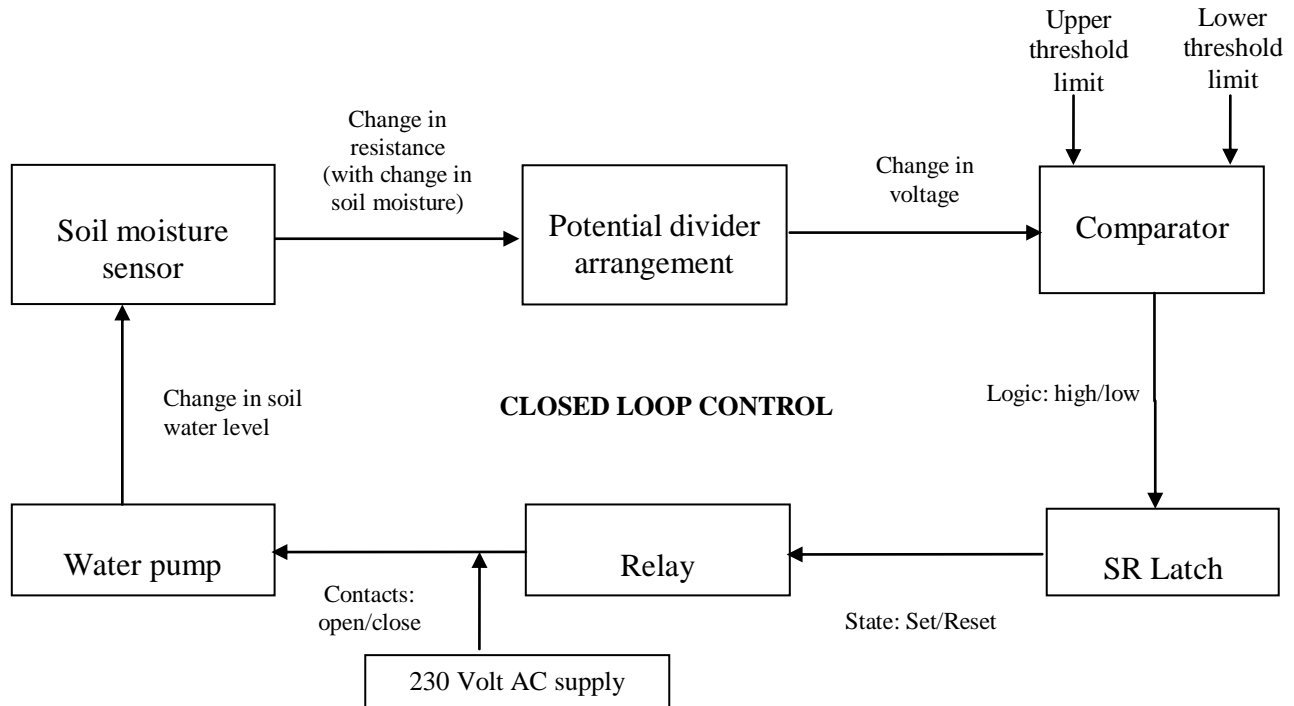 Upper
threshold
limit
Lower
threshold
limit
Change in
resistance
(with change in
soil moisture)
Change in
voltage
Soil moisture
sensor
Potential divider
arrangement
Comparator
Change in soil
water level
CLOSED LOOP CONTROL
Logic: high/low
Water pump
Relay
SR Latch
Contacts:
open/close
State: Set/Reset
230 Volt AC supply